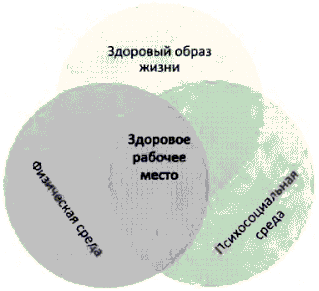 Здоровый образ
жизни
Здоровое
рабочее
место
Физическая среда
Психосоциальная
среда